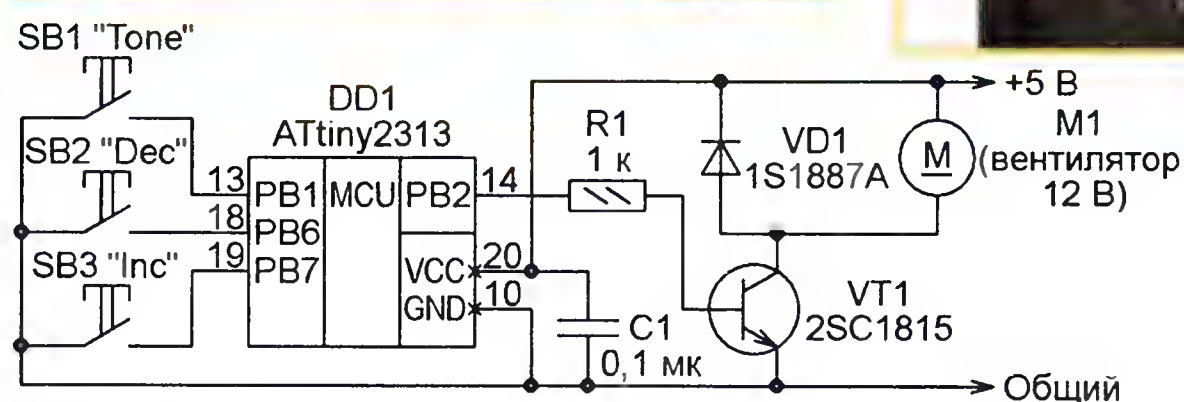 SB1 "Tone"
SB2 "Dec"
SB3 "Inc"
DD1
ATtiny2313
13
18
19
PB1
PB6
PB7
MCU
PB2
VCC
GND
14
20
10
R1
1 к
C1
0,1 мк
VD1
1S1887A
VT1
2SC1815
+5 В
M
M1
(вентилятор
12 В)
Общий